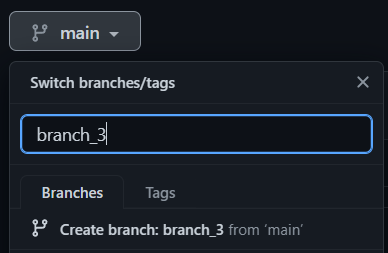 main
Switch branches/tags
branch_3
Branches Tags
Create branch: branch_3 from 'main'